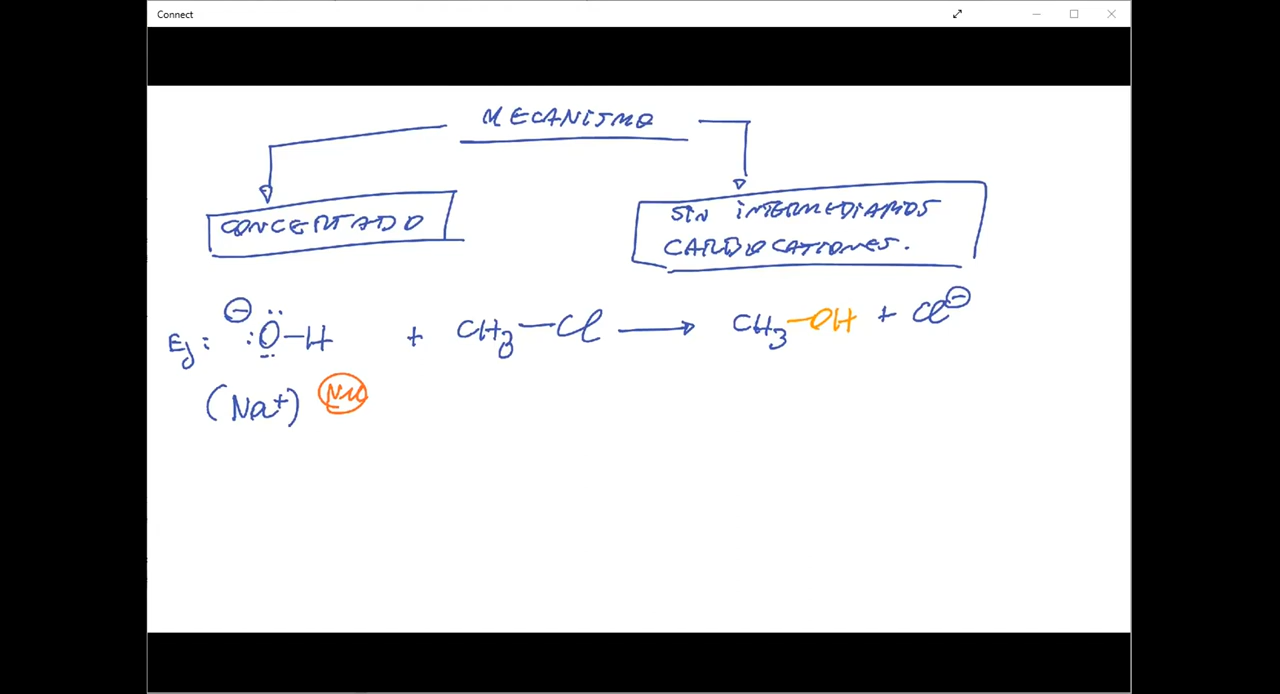 Connect
MECANISMO
CONCERTADO
SIN INTERMEDIARIOS
CARBOCATIONES.
Ej: ⊖:Ö–H + CH3–Cl → CH3–OH + Cl⊖
(Na+) Nu